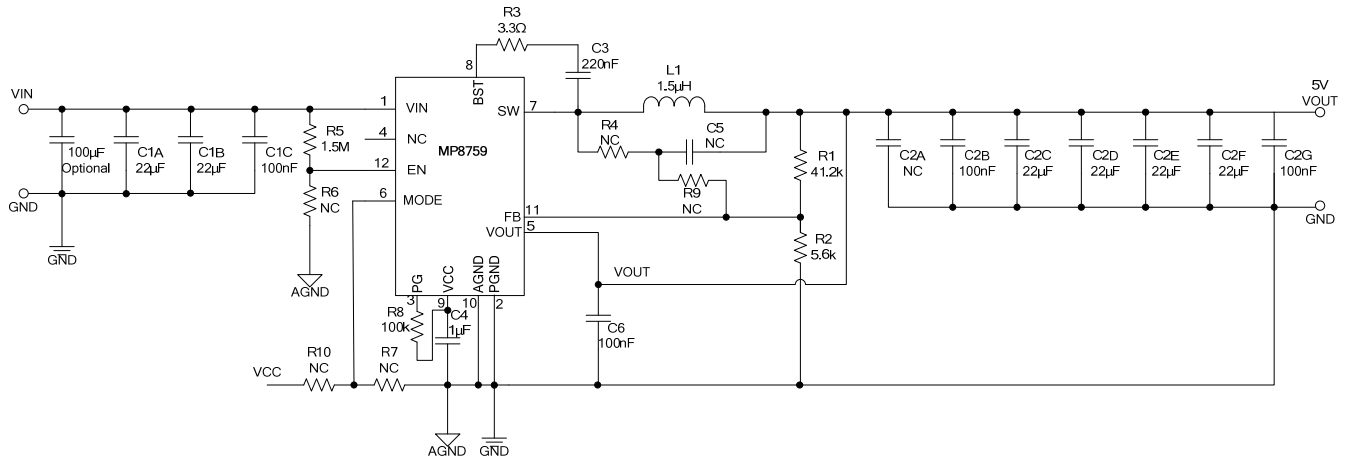 R3
3.3Ω
C3
220nF
8
BST
L1
1.5µH
VIN
5V
VOUT
1
VIN
SW
7
100µF
Optional
C1A
22µF
C1B
22µF
C1C
100nF
R5
1.5M
4
NC
MP8759
R4
NC
C5
NC
R1
41.2k
C2A
NC
C2B
100nF
C2C
22µF
C2D
22µF
C2E
22µF
C2F
22µF
C2G
100nF
12
EN
R6
NC
6
MODE
R9
NC
GND
GND
FB
11
VOUT
5
R2
5.6k
GND
AGND
PG
VCC
AGND
PGND
VOUT
3
9
10
2
R8
100k
C4
1µF
C6
100nF
VCC
R10
NC
R7
NC
AGND
GND